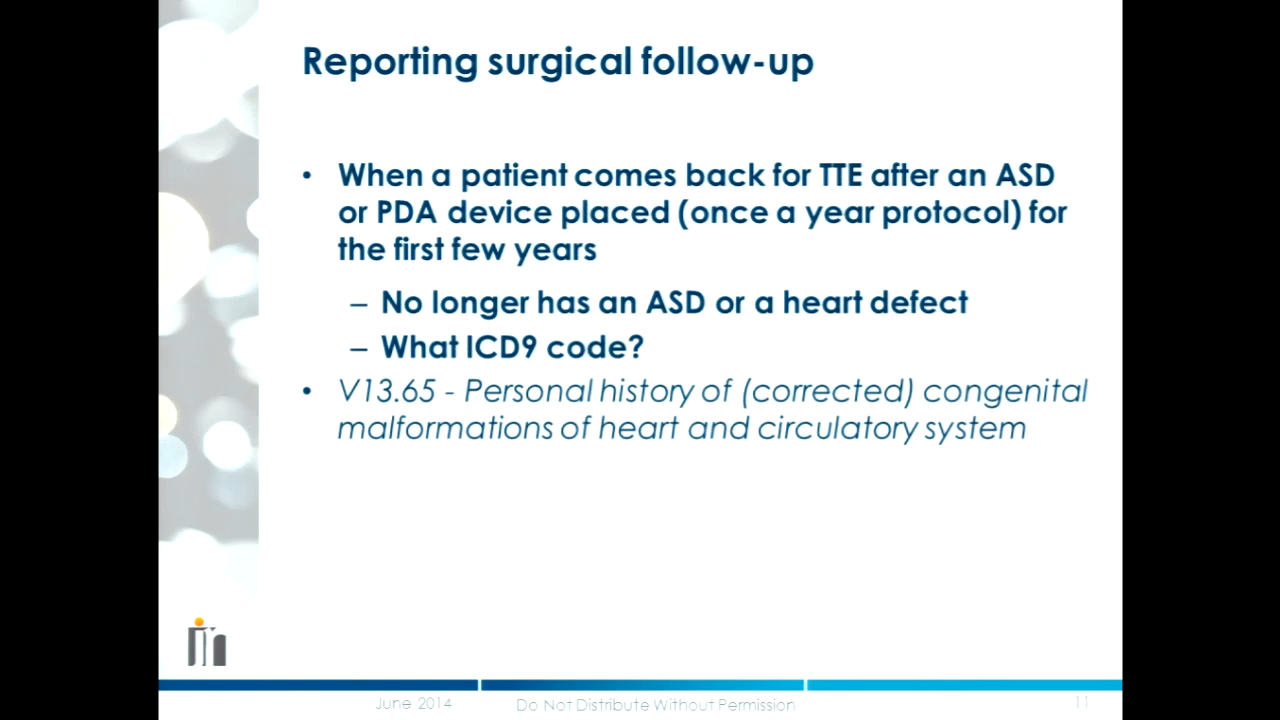 Reporting surgical follow-up
• When a patient comes back for TTE after an ASD
or PDA device placed (once a year protocol) for
the first few years
– No longer has an ASD or a heart defect
– What ICD9 code?
• V13.65 - Personal history of (corrected) congenital
malformations of heart and circulatory system
June 2014 Do Not Distribute Without Permission 11